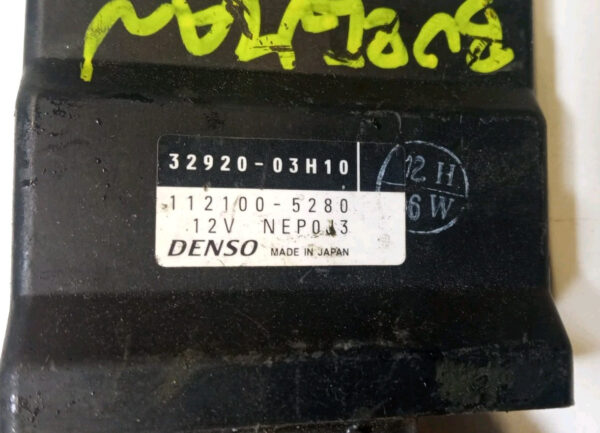 32920-03H10
112100-5280
12V NEP013
DENSO MADE IN JAPAN
12 H
6 W